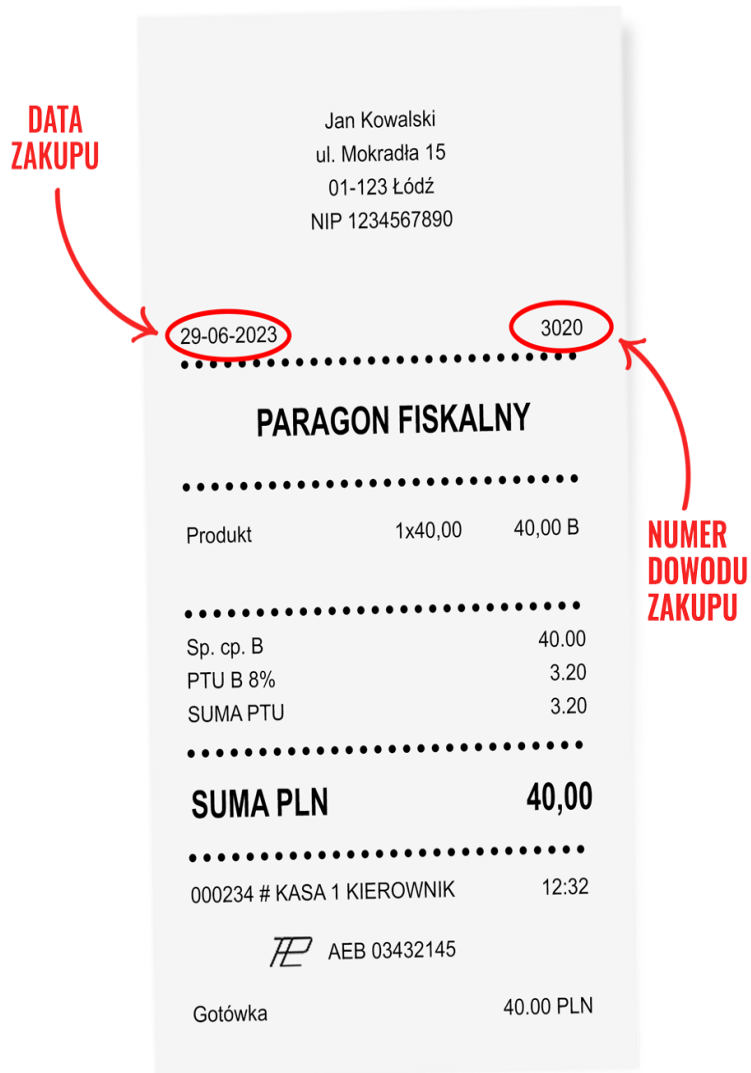 DATA
ZAKUPU
Jan Kowalski
ul. Mokradła 15
01-123 Łódź
NIP 1234567890
29-06-2023 3020
PARAGON FISKALNY
Produkt 1x40,00 40,00 B
NUMER
DOWODU
ZAKUPU
Sp. cp. B 40.00
PTU B 8% 3.20
SUMA PTU 3.20
SUMA PLN 40,00
000234 # KASA 1 KIEROWNIK 12:32
AEB 03432145
Gotówka 40.00 PLN